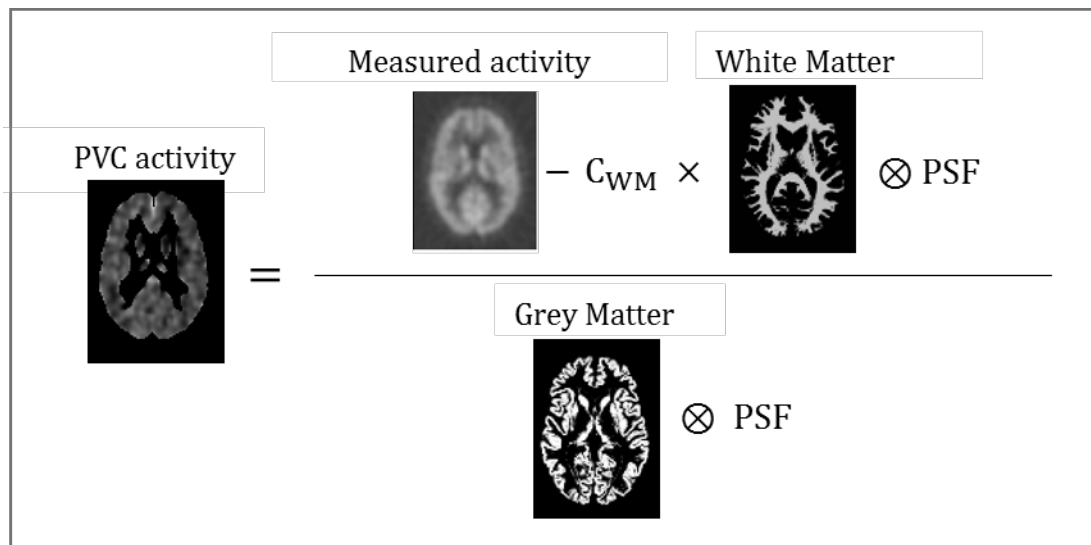 Measured activity
White Matter
PVC activity
− C_WM × ⊗ PSF
=
Grey Matter
⊗ PSF